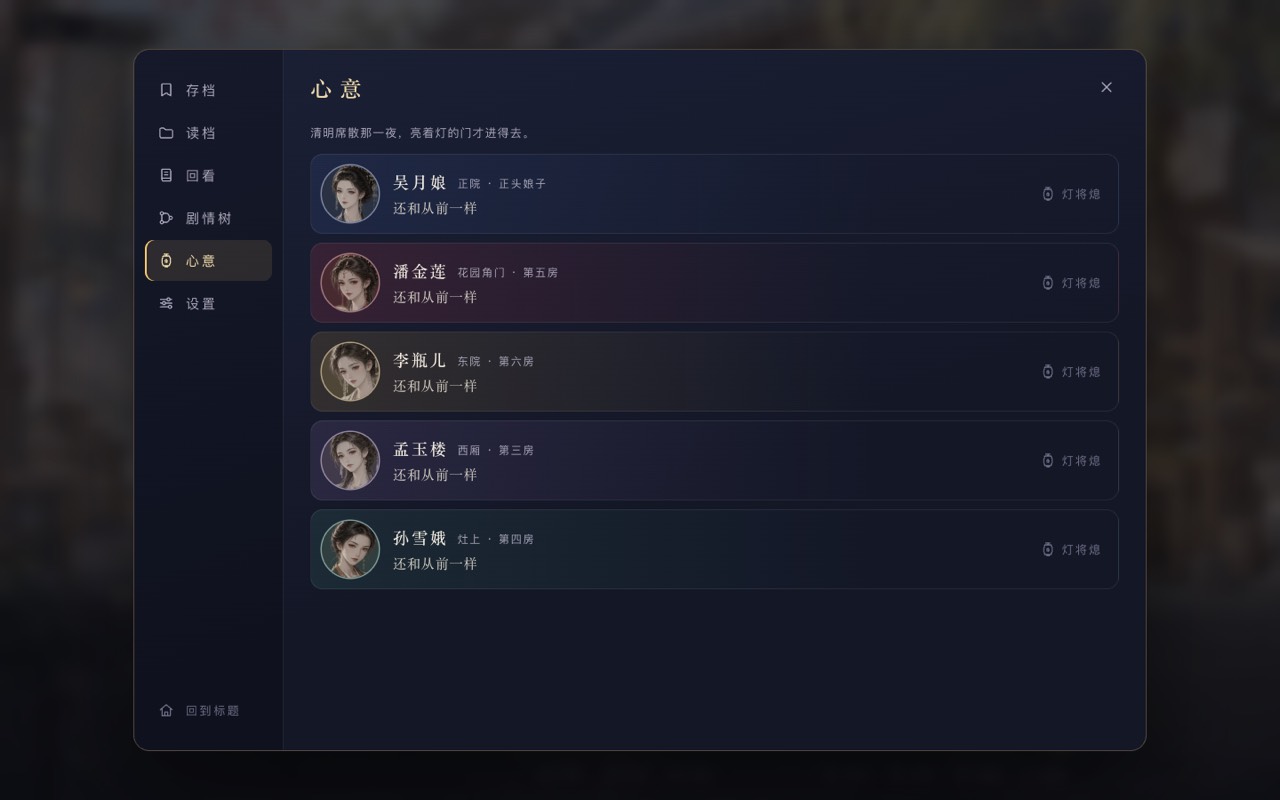 存档
读档
回看
剧情树
心意
设置
回到标题
心意
清明席散那一夜，亮着灯的门才进得去。
吴月娘 正院 · 正头娘子
还和从前一样
灯将熄
潘金莲 花园角门 · 第五房
还和从前一样
灯将熄
李瓶儿 东院 · 第六房
还和从前一样
灯将熄
孟玉楼 西厢 · 第三房
还和从前一样
灯将熄
孙雪娥 灶上 · 第四房
还和从前一样
灯将熄